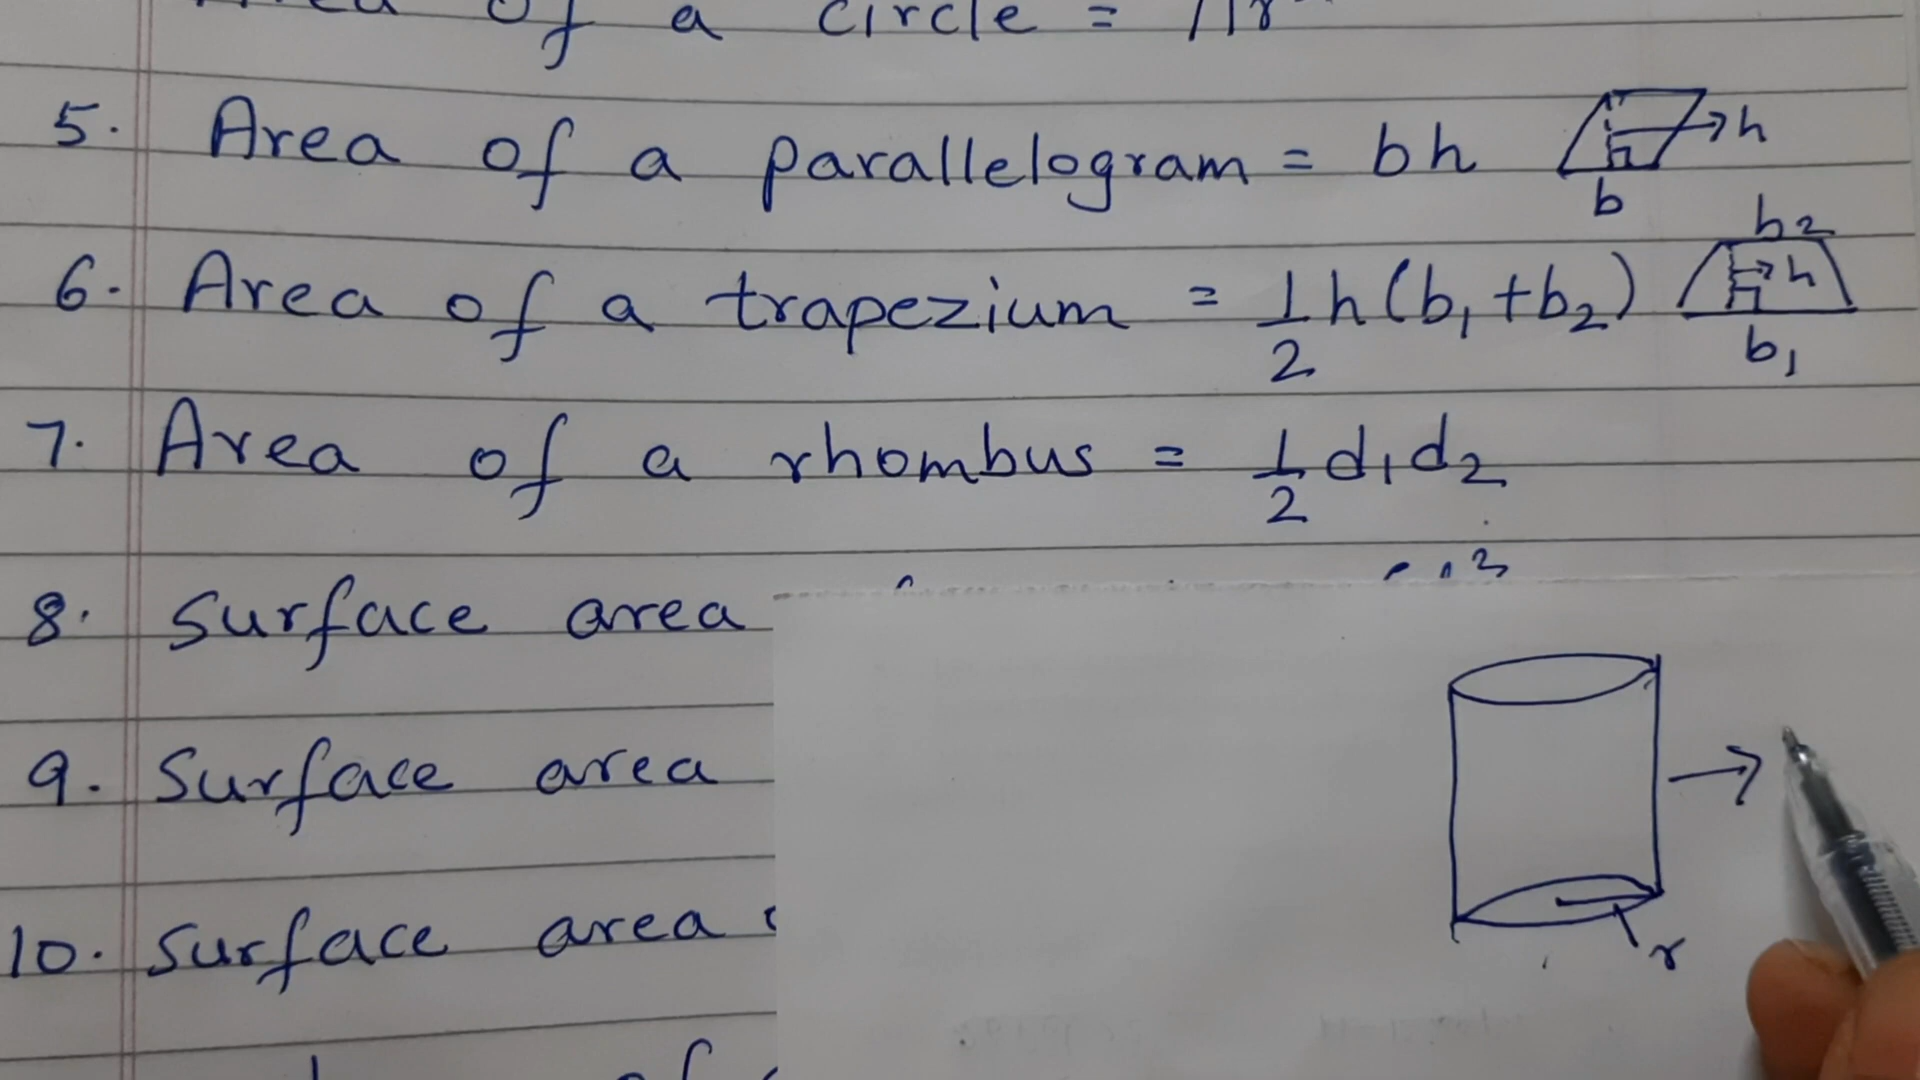 of a circle = πr
5. Area of a parallelogram = bh
h
b
6. Area of a trapezium = 1/2 h(b₁+b₂)
b₂
h
b₁
7. Area of a rhombus = 1/2 d₁d₂
8. Surface area
9. Surface area
10. Surface area
r
of